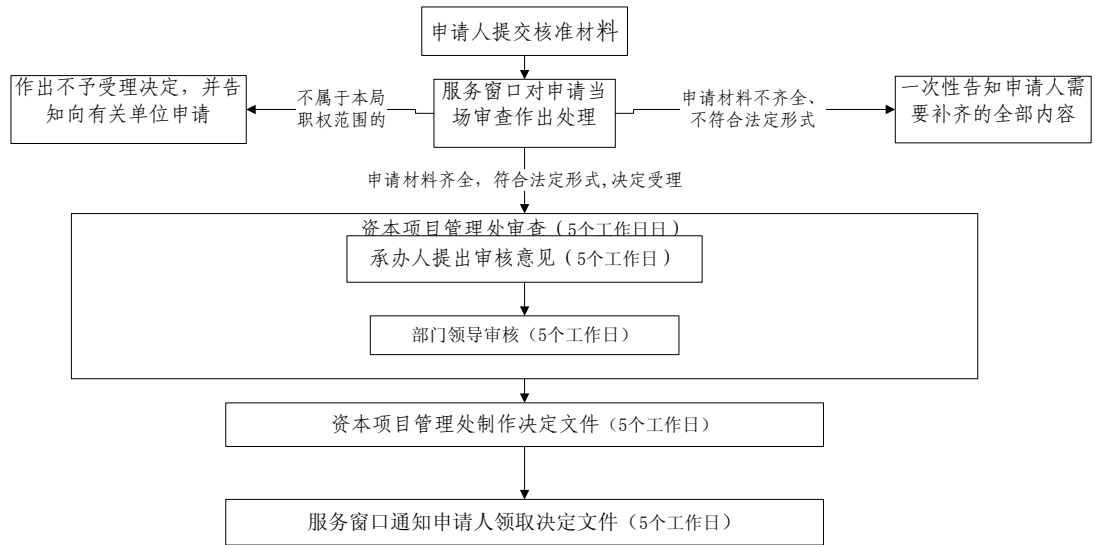 申请人提交核准材料
作出不予受理决定，并告
知向有关单位申请
不属于本局
职权范围的
服务窗口对申请当
场审查作出处理
申请材料不齐全、
不符合法定形式
一次性告知申请人需
要补齐的全部内容
申请材料齐全，符合法定形式,决定受理
资本项目管理处审查（5个工作日日）
承办人提出审核意见（5个工作日）
部门领导审核（5个工作日）
资本项目管理处制作决定文件（5个工作日）
服务窗口通知申请人领取决定文件（5个工作日）